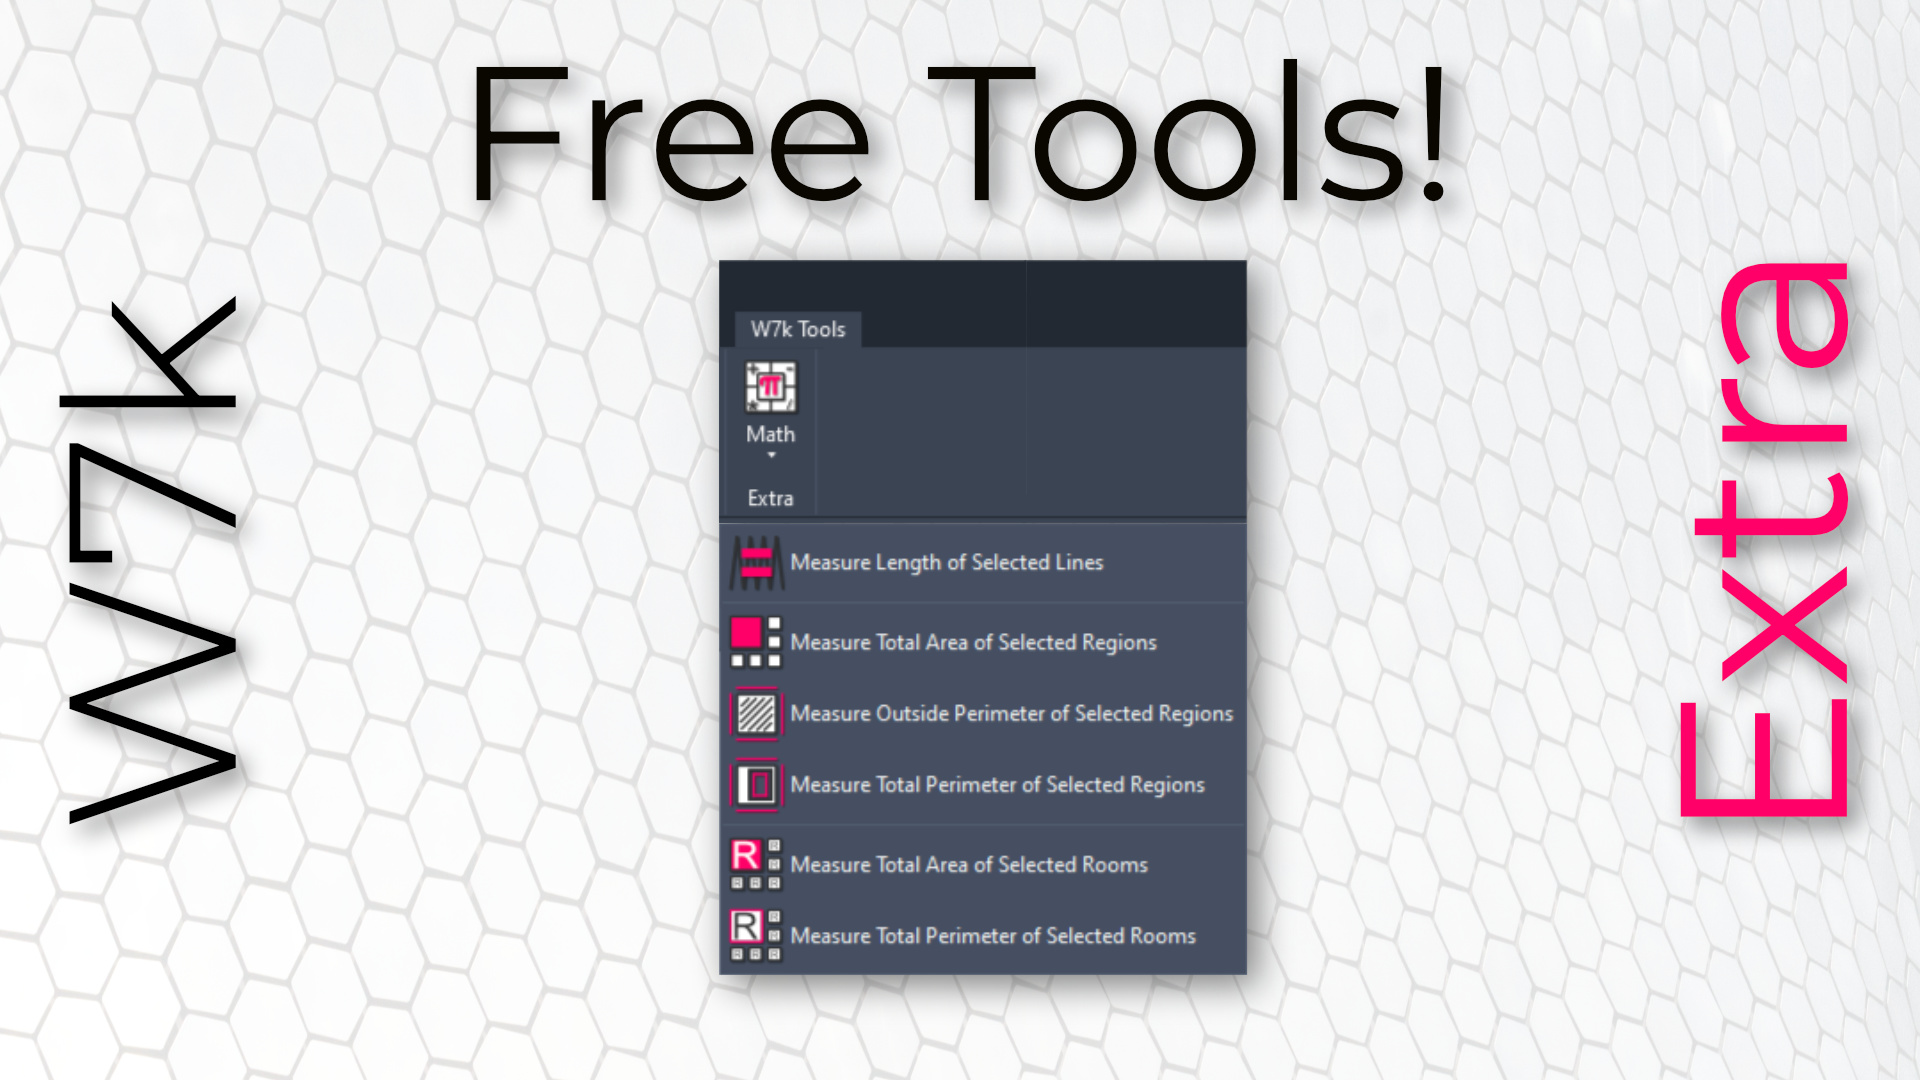 Free Tools!
W7k
Extra
W7k Tools
Math
Extra
Measure Length of Selected Lines
Measure Total Area of Selected Regions
Measure Outside Perimeter of Selected Regions
Measure Total Perimeter of Selected Regions
Measure Total Area of Selected Rooms
Measure Total Perimeter of Selected Rooms